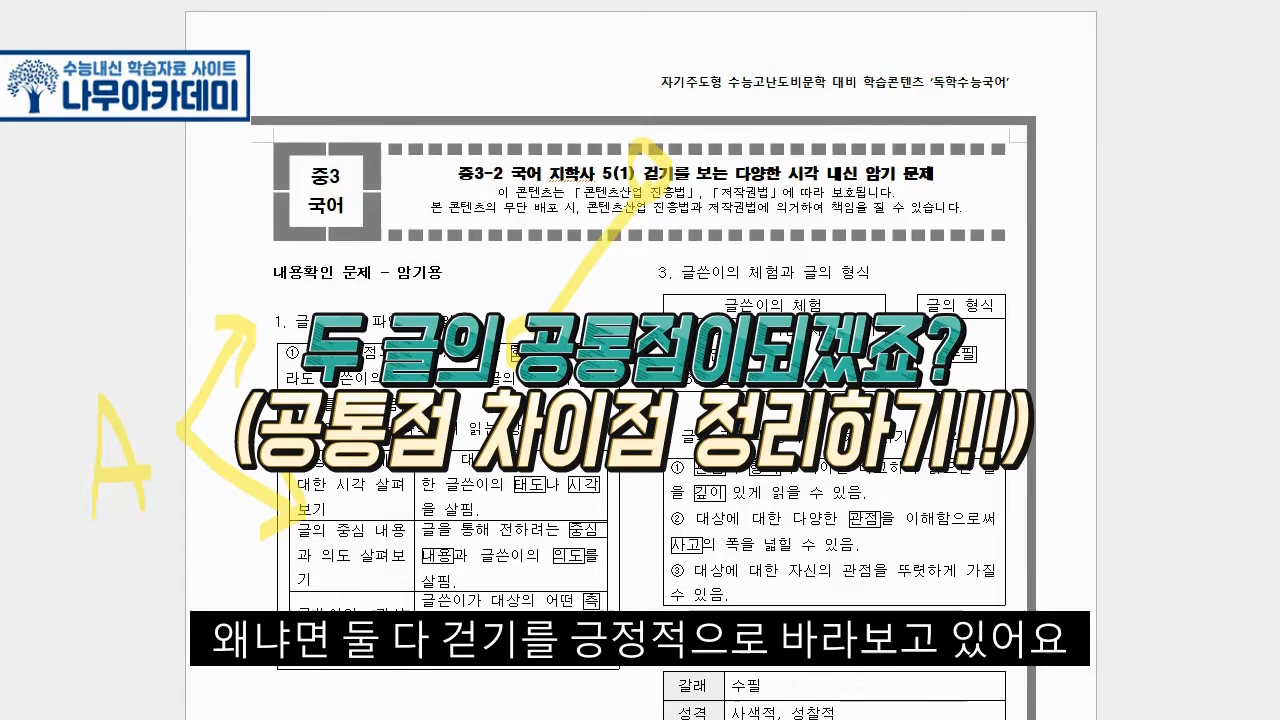 수능내신 학습자료 사이트
나무아카데미
자기주도형 수능고난도비문학 대비 학습콘텐츠 ‘독학수능국어’
중3
국어
중3-2 국어 지학사 5(1) 걷기를 보는 다양한 시각 내신 암기 문제
이 콘텐츠는 「콘텐츠산업 진흥법」, 「저작권법」에 따라 보호됩니다.
본 콘텐츠의 무단 배포 시, 콘텐츠산업 진흥법과 저작권법에 의거하여 책임을 질 수 있습니다.
내용확인 문제 - 암기용
1. 글
두 글의 공통점이되겠죠?
(공통점 차이점 정리하기!!)
A
대한 시각 살펴
보기
한 글쓴이의 태도나 시각
을 살핌.
글의 중심 내용
과 의도 살펴보
기
글을 통해 전하려는 중심
내용과 글쓴이의 의도를
살핌.
글쓴이가 대상의 어떤 측
3. 글쓴이의 체험과 글의 형식
글쓴이의 체험
글의 형식
을 깊이 있게 읽을 수 있음.
② 대상에 대한 다양한 관점을 이해함으로써
사고의 폭을 넓힐 수 있음.
③ 대상에 대한 자신의 관점을 뚜렷하게 가질
수 있음.
갈래 수필
성격 사색적, 성찰적
왜냐면 둘 다 걷기를 긍정적으로 바라보고 있어요